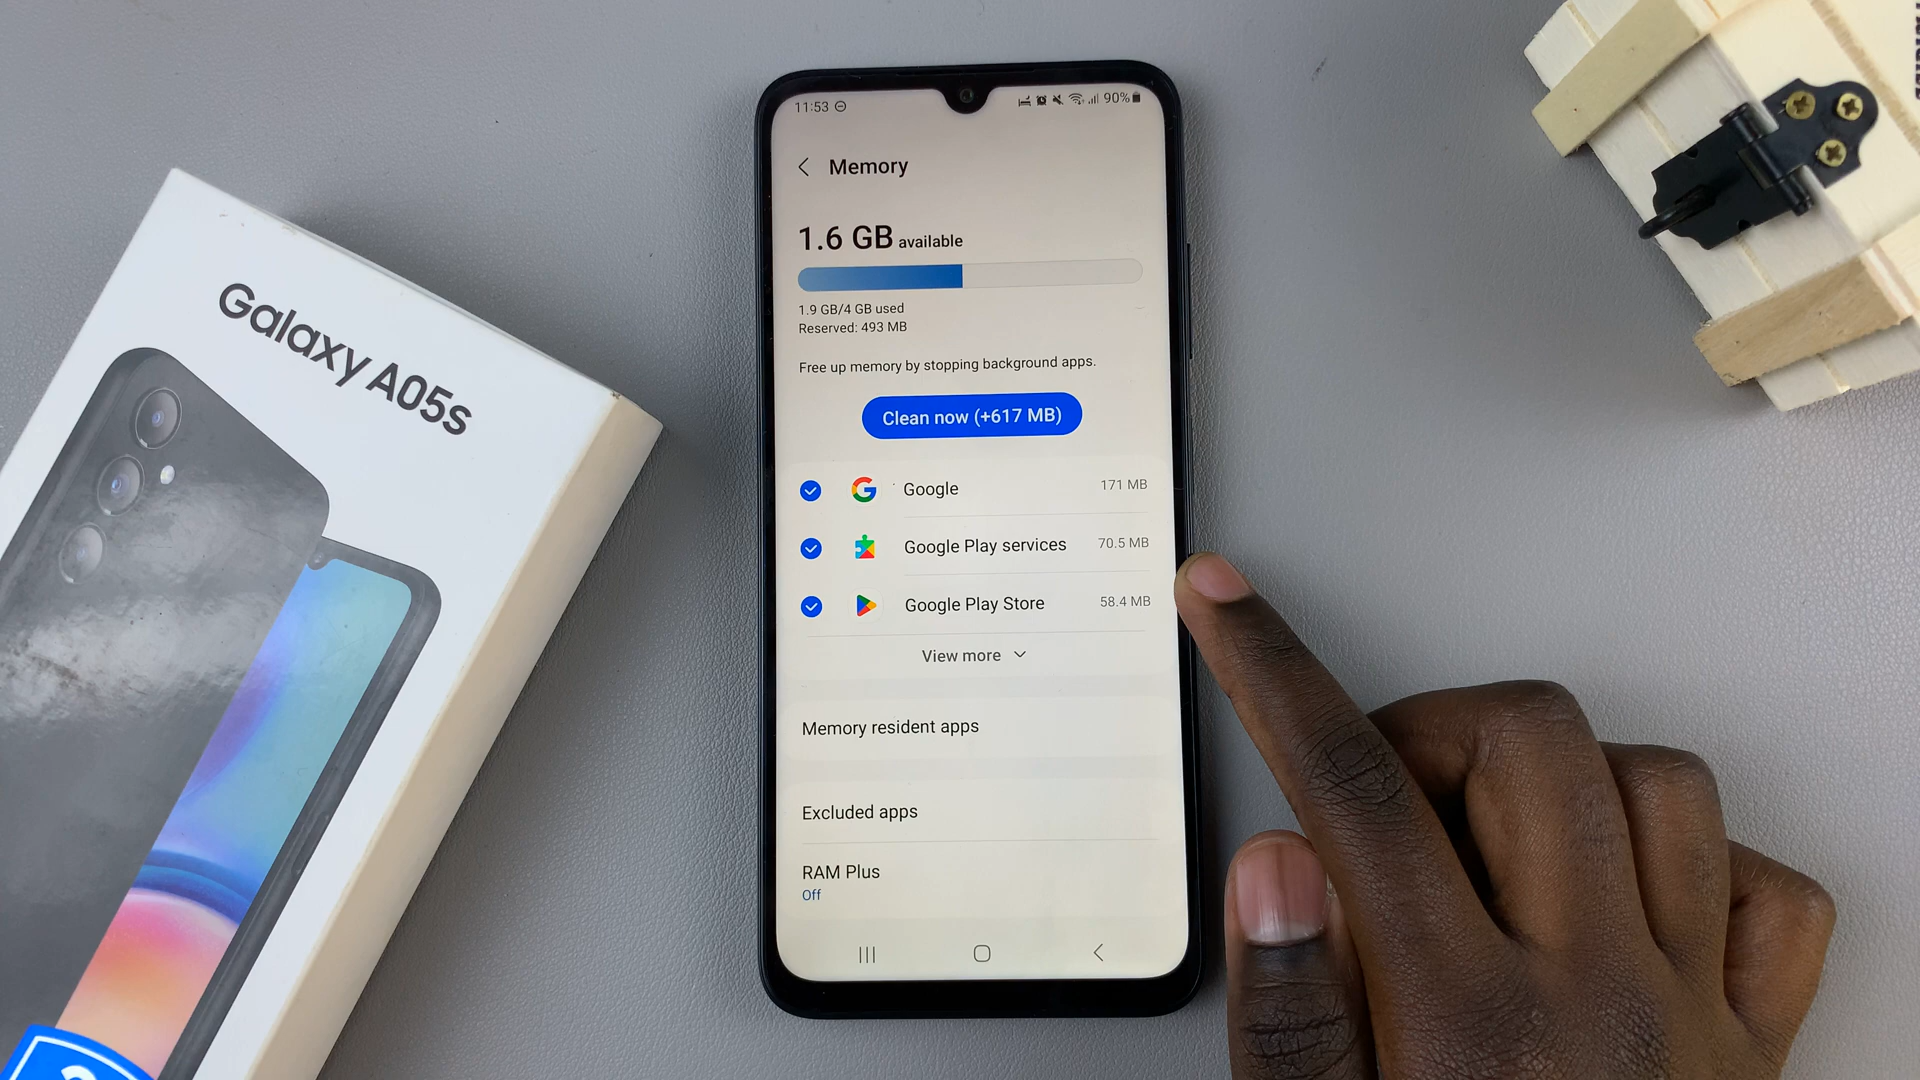 Galaxy A05s
11:53
90%
Memory
1.6 GB available
1.9 GB/4 GB used
Reserved: 493 MB
Free up memory by stopping background apps.
Clean now (+617 MB)
Google 171 MB
Google Play services 70.5 MB
Google Play Store 58.4 MB
View more
Memory resident apps
Excluded apps
RAM Plus
Off